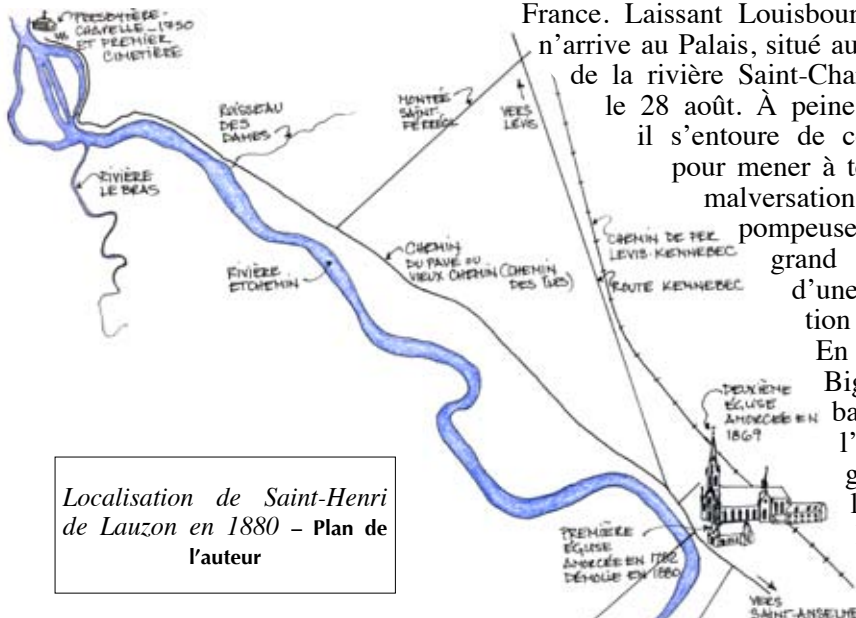 France. Laissant Louisbour
n'arrive au Palais, situé au
de la rivière Saint-Cha
le 28 août. À peine
il s'entoure de c
pour mener à t
malversation
pompeuse
grand
d'une
tion
En
Big
ba
l'
g
l
PRESBYTÈRE-
CHAPELLE _ 1750
ET PREMIER
CIMETIÈRE
RUISSEAU
DES
DAMES
MONTÉE
SAINT-
FÉRRÉOL
VERS
LÉVIS
RIVIÈRE
LE BRAS
RIVIÈRE
ETCHEMIN
CHEMIN
DU PAVÉ OU
VIEUX CHEMIN (CHEMIN
DES ÎLES)
CHEMIN DE FER
LEVIS-KENNEBEC
ROUTE KENNEBEC
DEUXIÈME
ÉGLISE
AMORCÉE EN
1869
PREMIÈRE
ÉGLISE
AMORCÉE EN 1782
DÉMOLIE EN 1880
VERS
SAINT-ANSELME
Localisation de Saint-Henri
de Lauzon en 1880 – Plan de
l'auteur